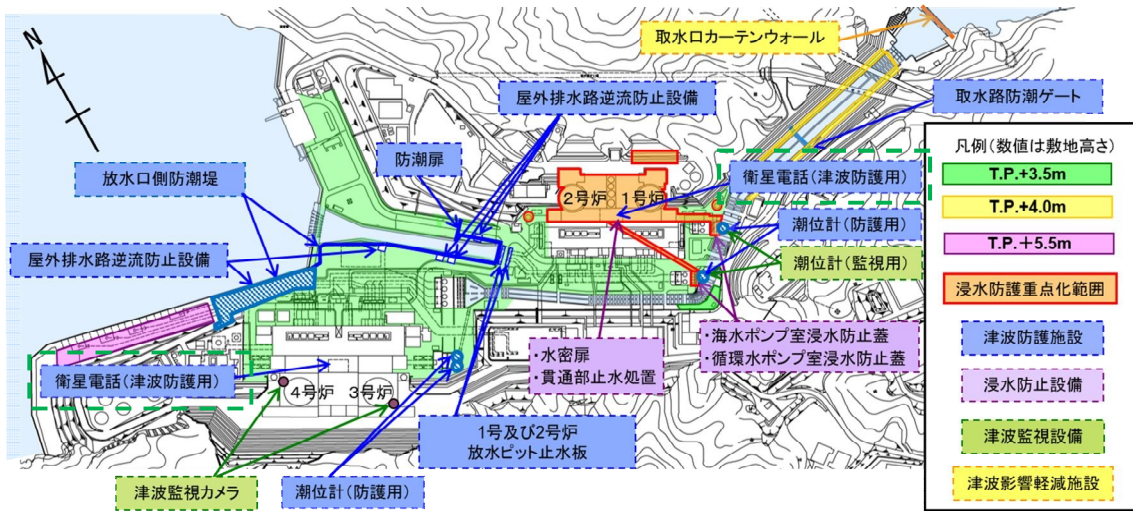 取水口カーテンウォール
N
屋外排水路逆流防止設備
取水路防潮ゲート
防潮扉
放水口側防潮堤
衛星電話(津波防護用)
2号炉 1号炉
潮位計(防護用)
屋外排水路逆流防止設備
潮位計(監視用)
・海水ポンプ室浸水防止蓋
・循環水ポンプ室浸水防止蓋
・水密扉
・貫通部止水処置
衛星電話(津波防護用)
4号炉 3号炉
1号及び2号炉
放水ピット止水板
津波監視カメラ
潮位計(防護用)
凡例(数値は敷地高さ)
T.P.+3.5m
T.P.+4.0m
T.P.+5.5m
浸水防護重点化範囲
津波防護施設
浸水防止設備
津波監視設備
津波影響軽減施設